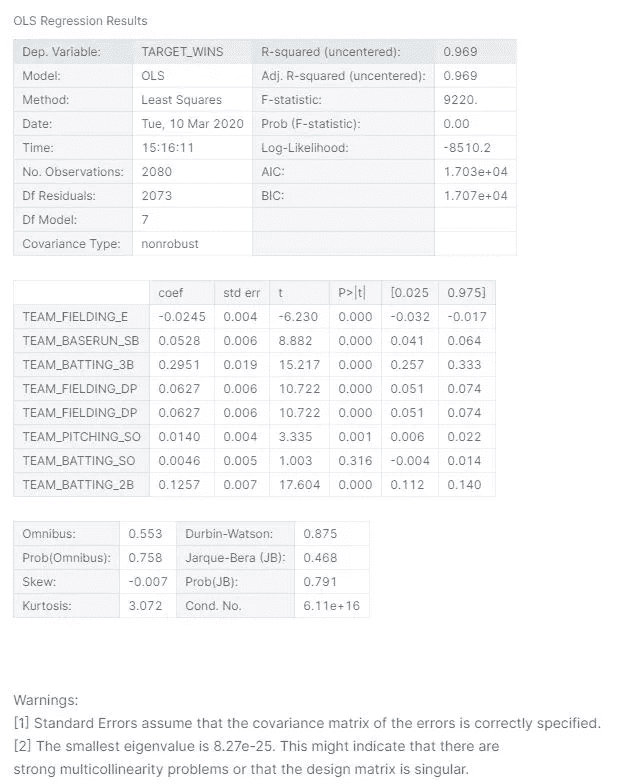 OLS Regression Results
Dep. Variable: TARGET_WINS R-squared (uncentered): 0.969
Model: OLS Adj. R-squared (uncentered): 0.969
Method: Least Squares F-statistic: 9220.
Date: Tue, 10 Mar 2020 Prob (F-statistic): 0.00
Time: 15:16:11 Log-Likelihood: -8510.2
No. Observations: 2080 AIC: 1.703e+04
Df Residuals: 2073 BIC: 1.707e+04
Df Model: 7
Covariance Type: nonrobust
coef std err t P>|t| [0.025 0.975]
TEAM_FIELDING_E -0.0245 0.004 -6.230 0.000 -0.032 -0.017
TEAM_BASERUN_SB 0.0528 0.006 8.882 0.000 0.041 0.064
TEAM_BATTING_3B 0.2951 0.019 15.217 0.000 0.257 0.333
TEAM_FIELDING_DP 0.0627 0.006 10.722 0.000 0.051 0.074
TEAM_FIELDING_DP 0.0627 0.006 10.722 0.000 0.051 0.074
TEAM_PITCHING_SO 0.0140 0.004 3.335 0.001 0.006 0.022
TEAM_BATTING_SO 0.0046 0.005 1.003 0.316 -0.004 0.014
TEAM_BATTING_2B 0.1257 0.007 17.604 0.000 0.112 0.140
Omnibus: 0.553 Durbin-Watson: 0.875
Prob(Omnibus): 0.758 Jarque-Bera (JB): 0.468
Skew: -0.007 Prob(JB): 0.791
Kurtosis: 3.072 Cond. No. 6.11e+16
Warnings:
[1] Standard Errors assume that the covariance matrix of the errors is correctly specified.
[2] The smallest eigenvalue is 8.27e-25. This might indicate that there are
strong multicollinearity problems or that the design matrix is singular.